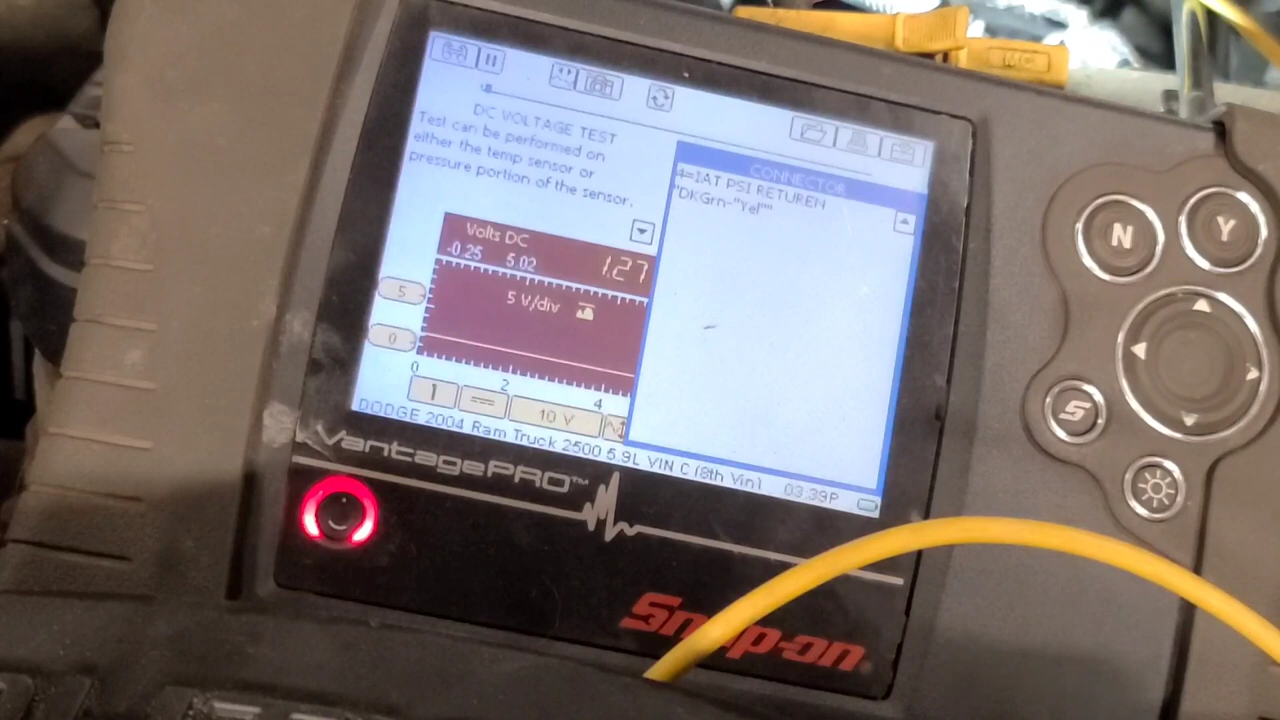 DC VOLTAGE TEST
Test can be performed on
either the temp sensor or
pressure portion of the sensor.
CONNECTOR
4=IAT PSI RETUREN
"DKGrn-"Yel""
Volts DC
-0.25 5.02 1.27
5 V/div
5
0
0 2 4
1 10 V
DODGE 2004 Ram Truck 2500 5.9L VIN C (8th Vin) 03:39P
VantagePRO™
Snap-on
N Y
S
MC